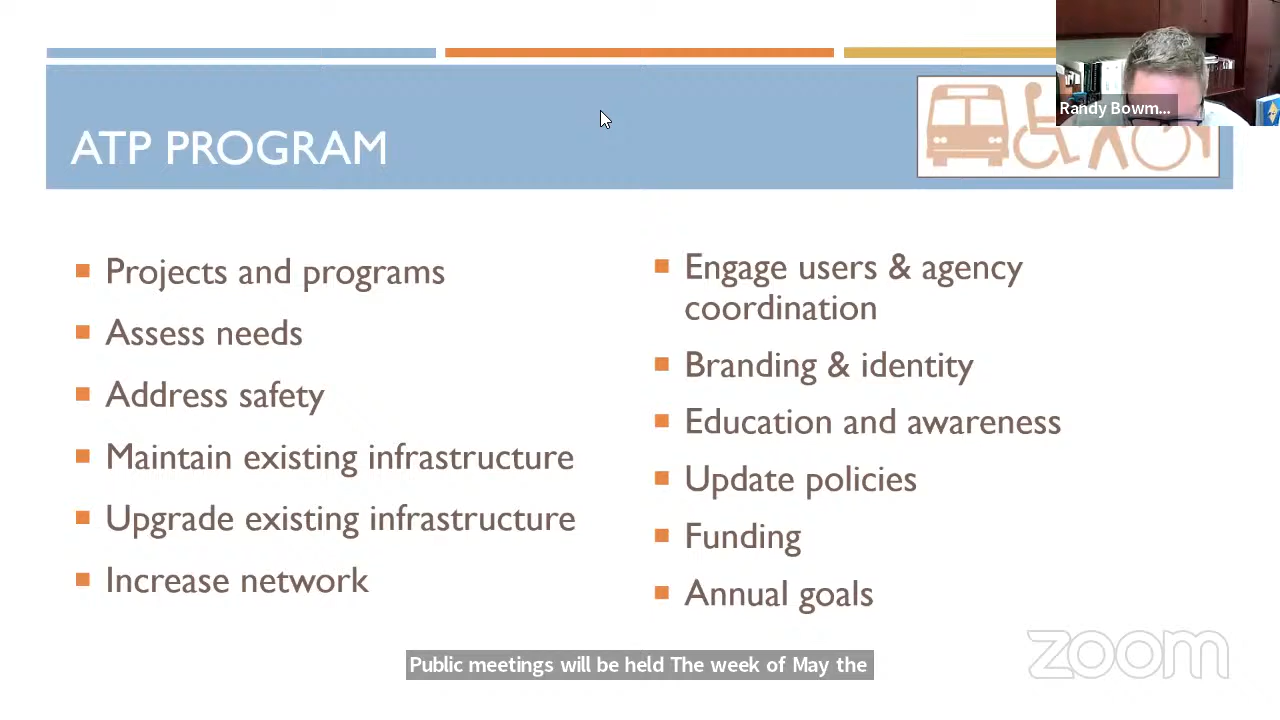 Randy Bowm...
ATP PROGRAM
Projects and programs
Assess needs
Address safety
Maintain existing infrastructure
Upgrade existing infrastructure
Increase network
Engage users & agency
coordination
Branding & identity
Education and awareness
Update policies
Funding
Annual goals
zoom
Public meetings will be held The week of May the